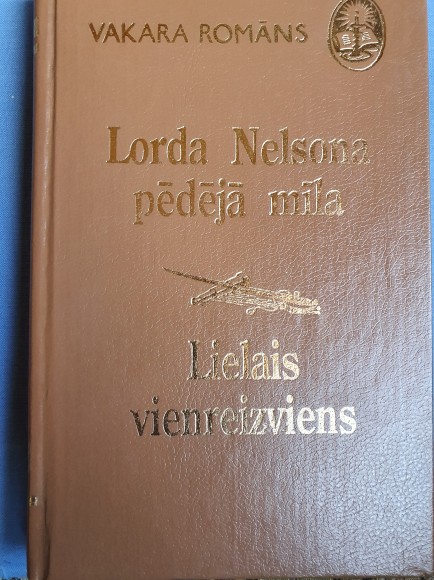 VAKARA ROMĀNS
Lorda Nelsona
pēdējā mīla
Lielais
vienreizviens